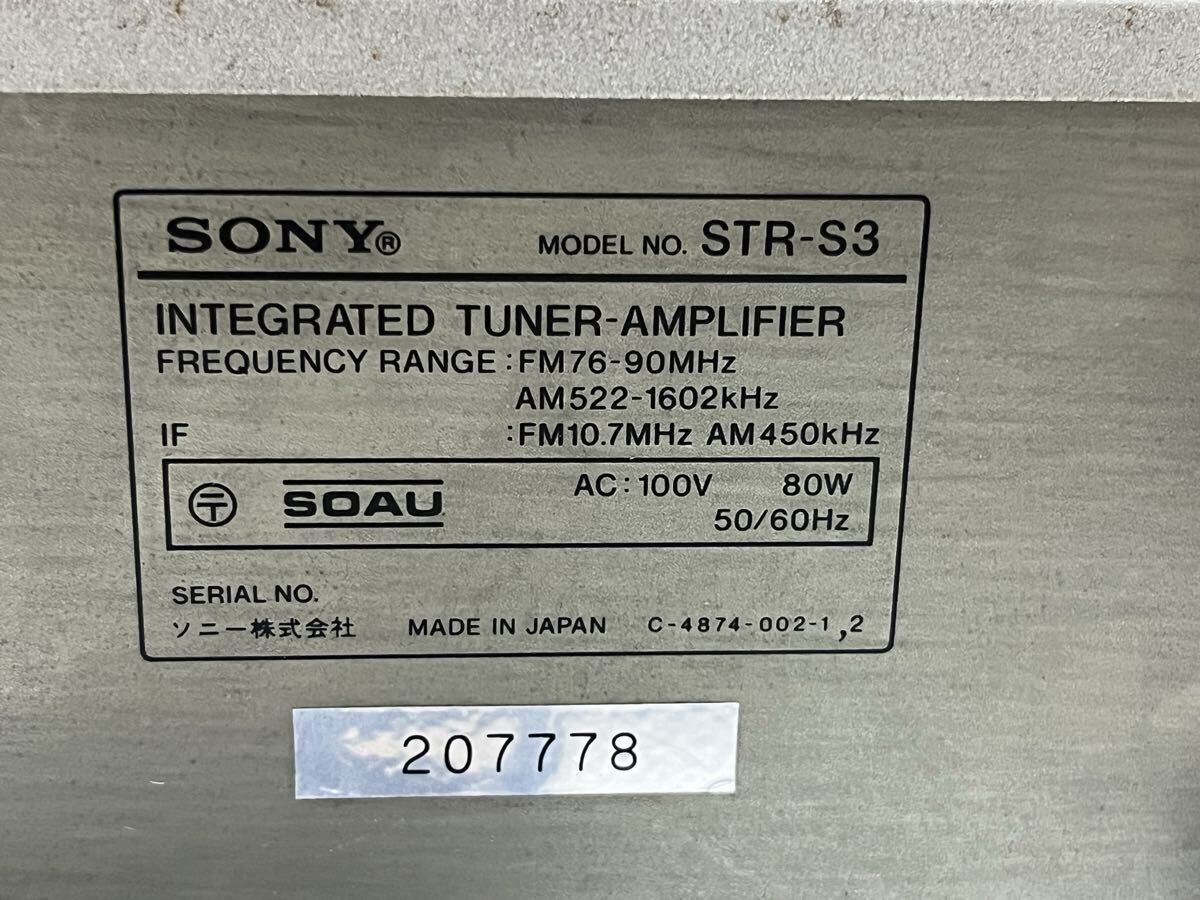 SONY® MODEL NO. STR-S3
INTEGRATED TUNER-AMPLIFIER
FREQUENCY RANGE :FM76-90MHz
AM522-1602kHz
IF :FM10.7MHz AM450kHz
〶 SOAU AC:100V 80W
50/60Hz
SERIAL NO.
ソニー株式会社 MADE IN JAPAN C-4874-002-1,2
207778